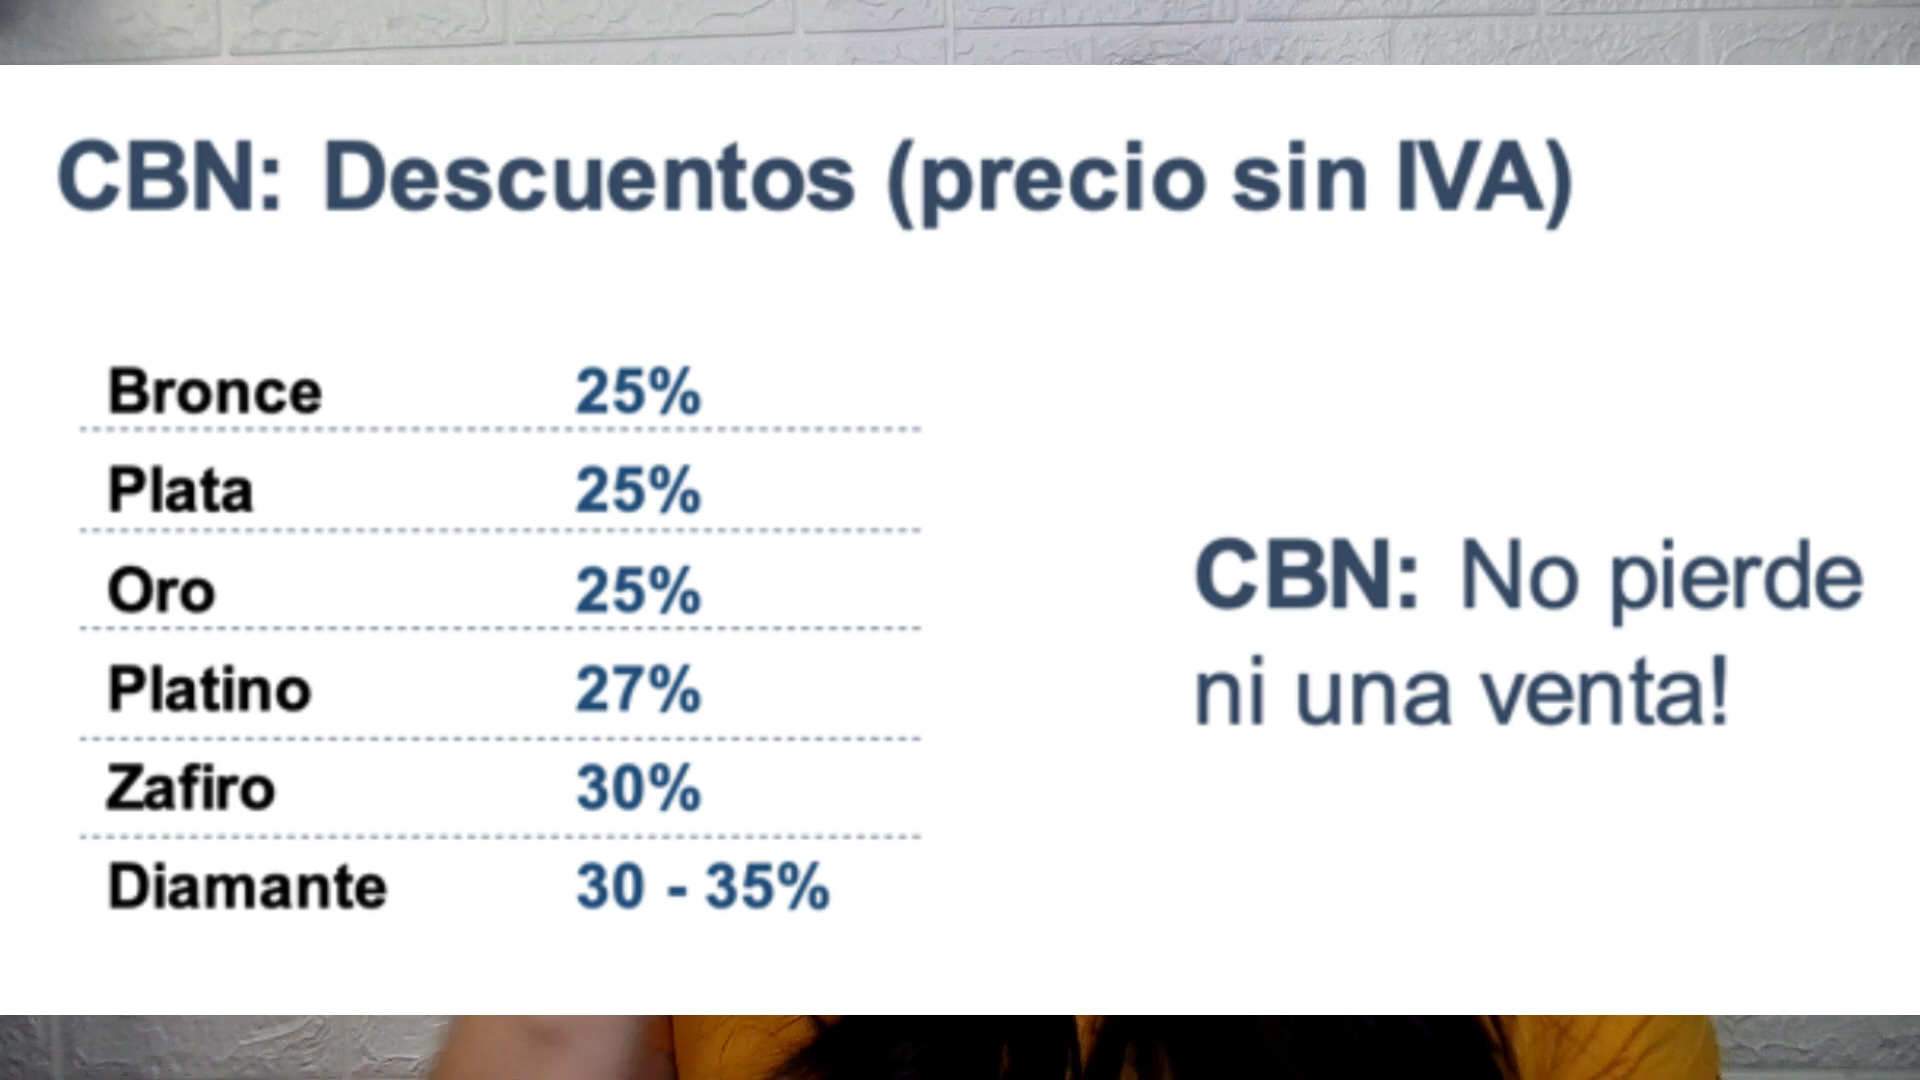 CBN: Descuentos (precio sin IVA)
Bronce 25%
Plata 25%
Oro 25%
Platino 27%
Zafiro 30%
Diamante 30 - 35%
CBN: No pierde
ni una venta!